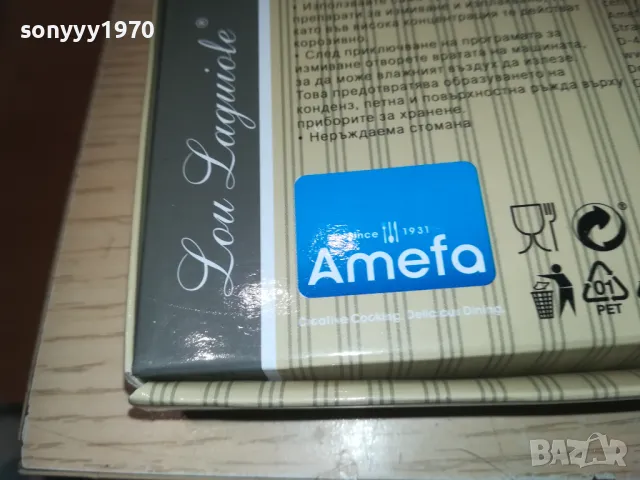 sonyyy1970
• Използвайте
препарати за измиване и изплакване
като във висока концентрация те действат
корозивно.
• След приключване на програмата за
измиване отворете вратата на машината,
за да може влажният въздух да излезе.
Това предотвратява образуването на
конденз, петна и повърхностна ръжда върху
приборите за хранене.
• Неръждаема стомана
Lou Laguiole®
Since 1931
Amefa
Creative Cooking. Delicious Dining.
®
01
PET
BAZAR